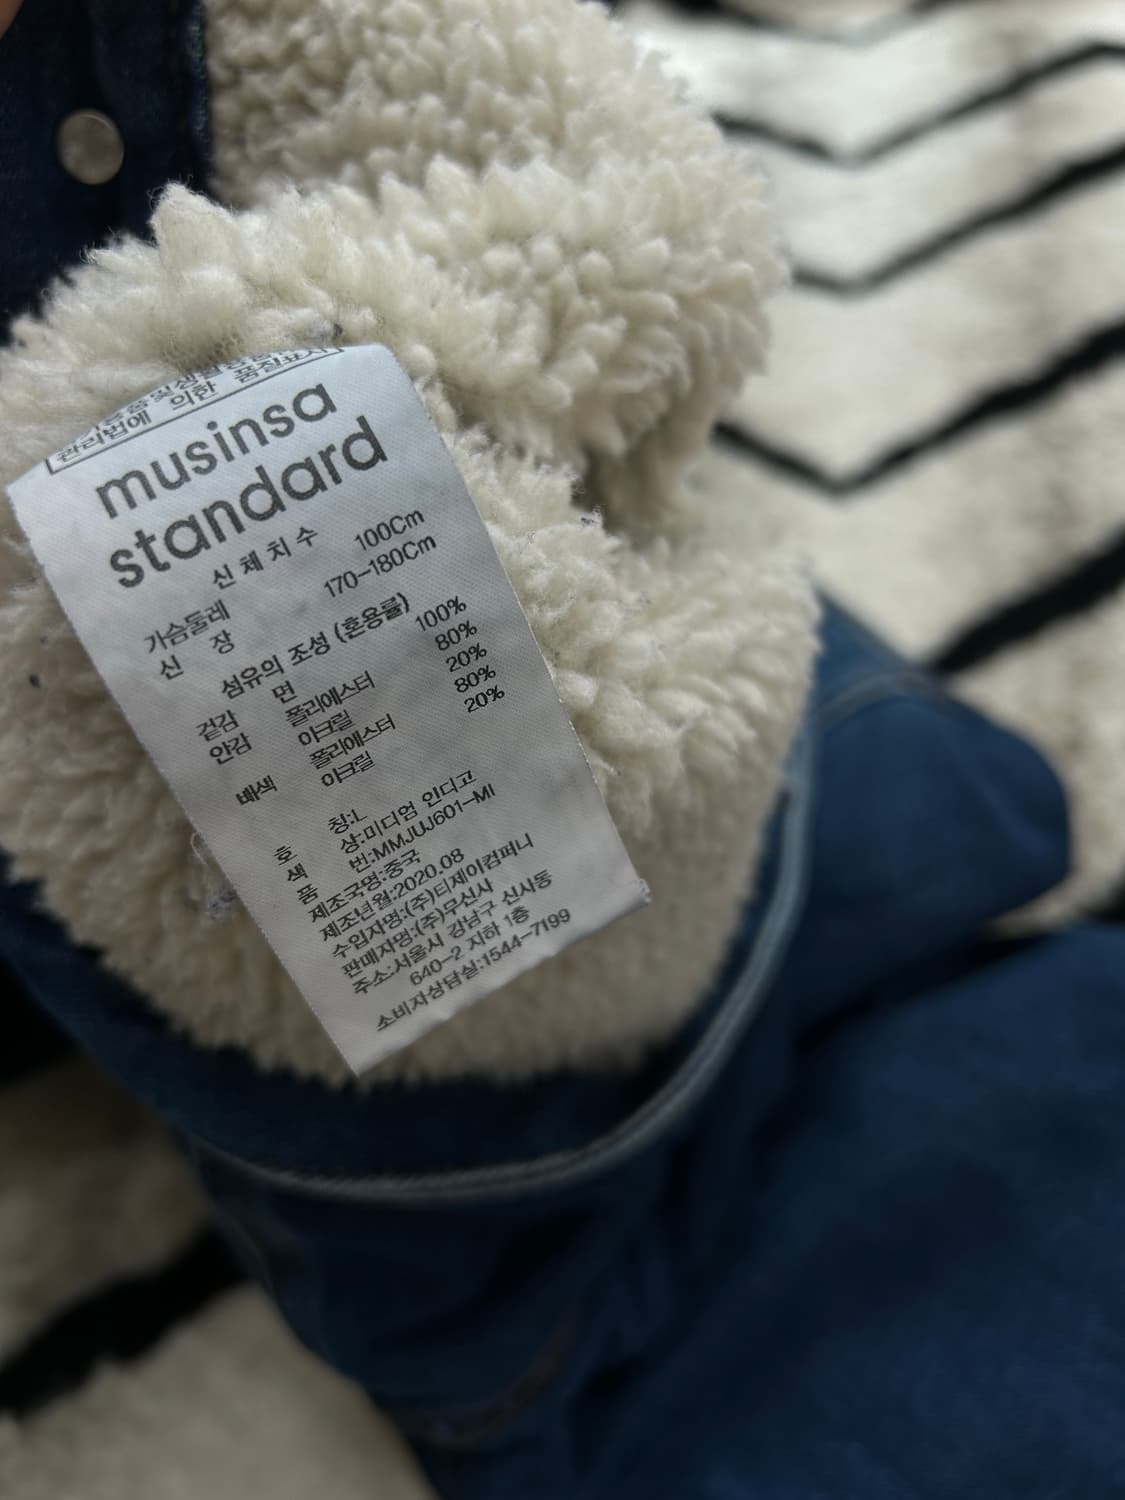 관리법에 의한 품질표시
musinsa
standard
신체치수
가슴둘레 100Cm
신 장 170-180Cm
섬유의 조성 (혼용률)
겉감 면 100%
안감 폴리에스터 80%
아크릴 20%
배색 폴리에스터 80%
아크릴 20%
호 칭:L
색 상:미디엄 인디고
품 번:MMJUJ601-MI
제조국명:중국
제조년월:2020.08
수입자명:(주)티제이컴퍼니
판매자명:(주)무신사
주소:서울시 강남구 신사동
640-2 지하 1층
소비자상담실:1544-7199